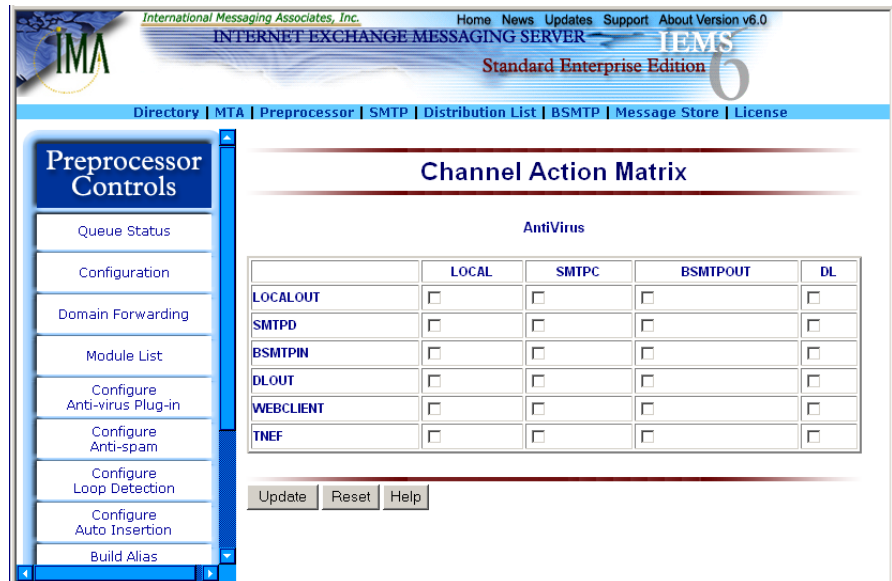 International Messaging Associates, Inc.
Home News Updates Support About Version v6.0
IMA
INTERNET EXCHANGE MESSAGING SERVER
IEMS
6
Standard Enterprise Edition
Directory | MTA | Preprocessor | SMTP | Distribution List | BSMTP | Message Store | License
Preprocessor
Controls
Queue Status
Configuration
Domain Forwarding
Module List
Configure
Anti-virus Plug-in
Configure
Anti-spam
Configure
Loop Detection
Configure
Auto Insertion
Build Alias
Channel Action Matrix
AntiVirus
LOCAL SMTPC BSMTPOUT DL
LOCALOUT
SMTPD
BSMTPIN
DLOUT
WEBCLIENT
TNEF
Update Reset Help